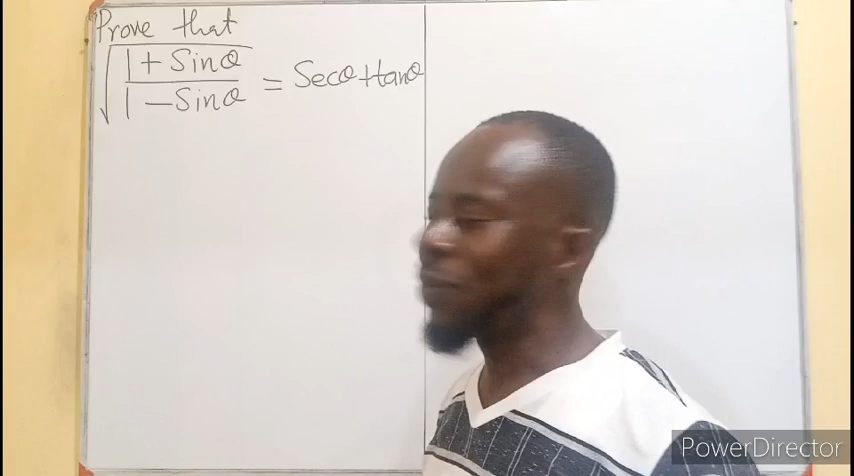 Prove that
√(1 + Sinθ / 1 - Sinθ) = Secθ + tanθ
PowerDirector